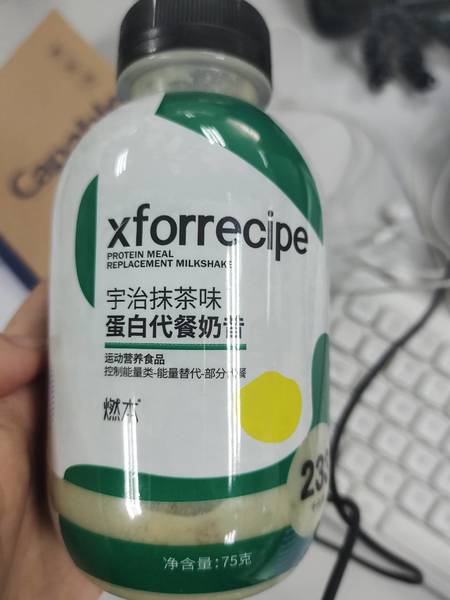 xforrecipe
PROTEIN MEAL
REPLACEMENT MILKSHAKE
宇治抹茶味
蛋白代餐奶昔
运动营养食品
控制能量类-能量替代-部分代餐
燃本
净含量:75克